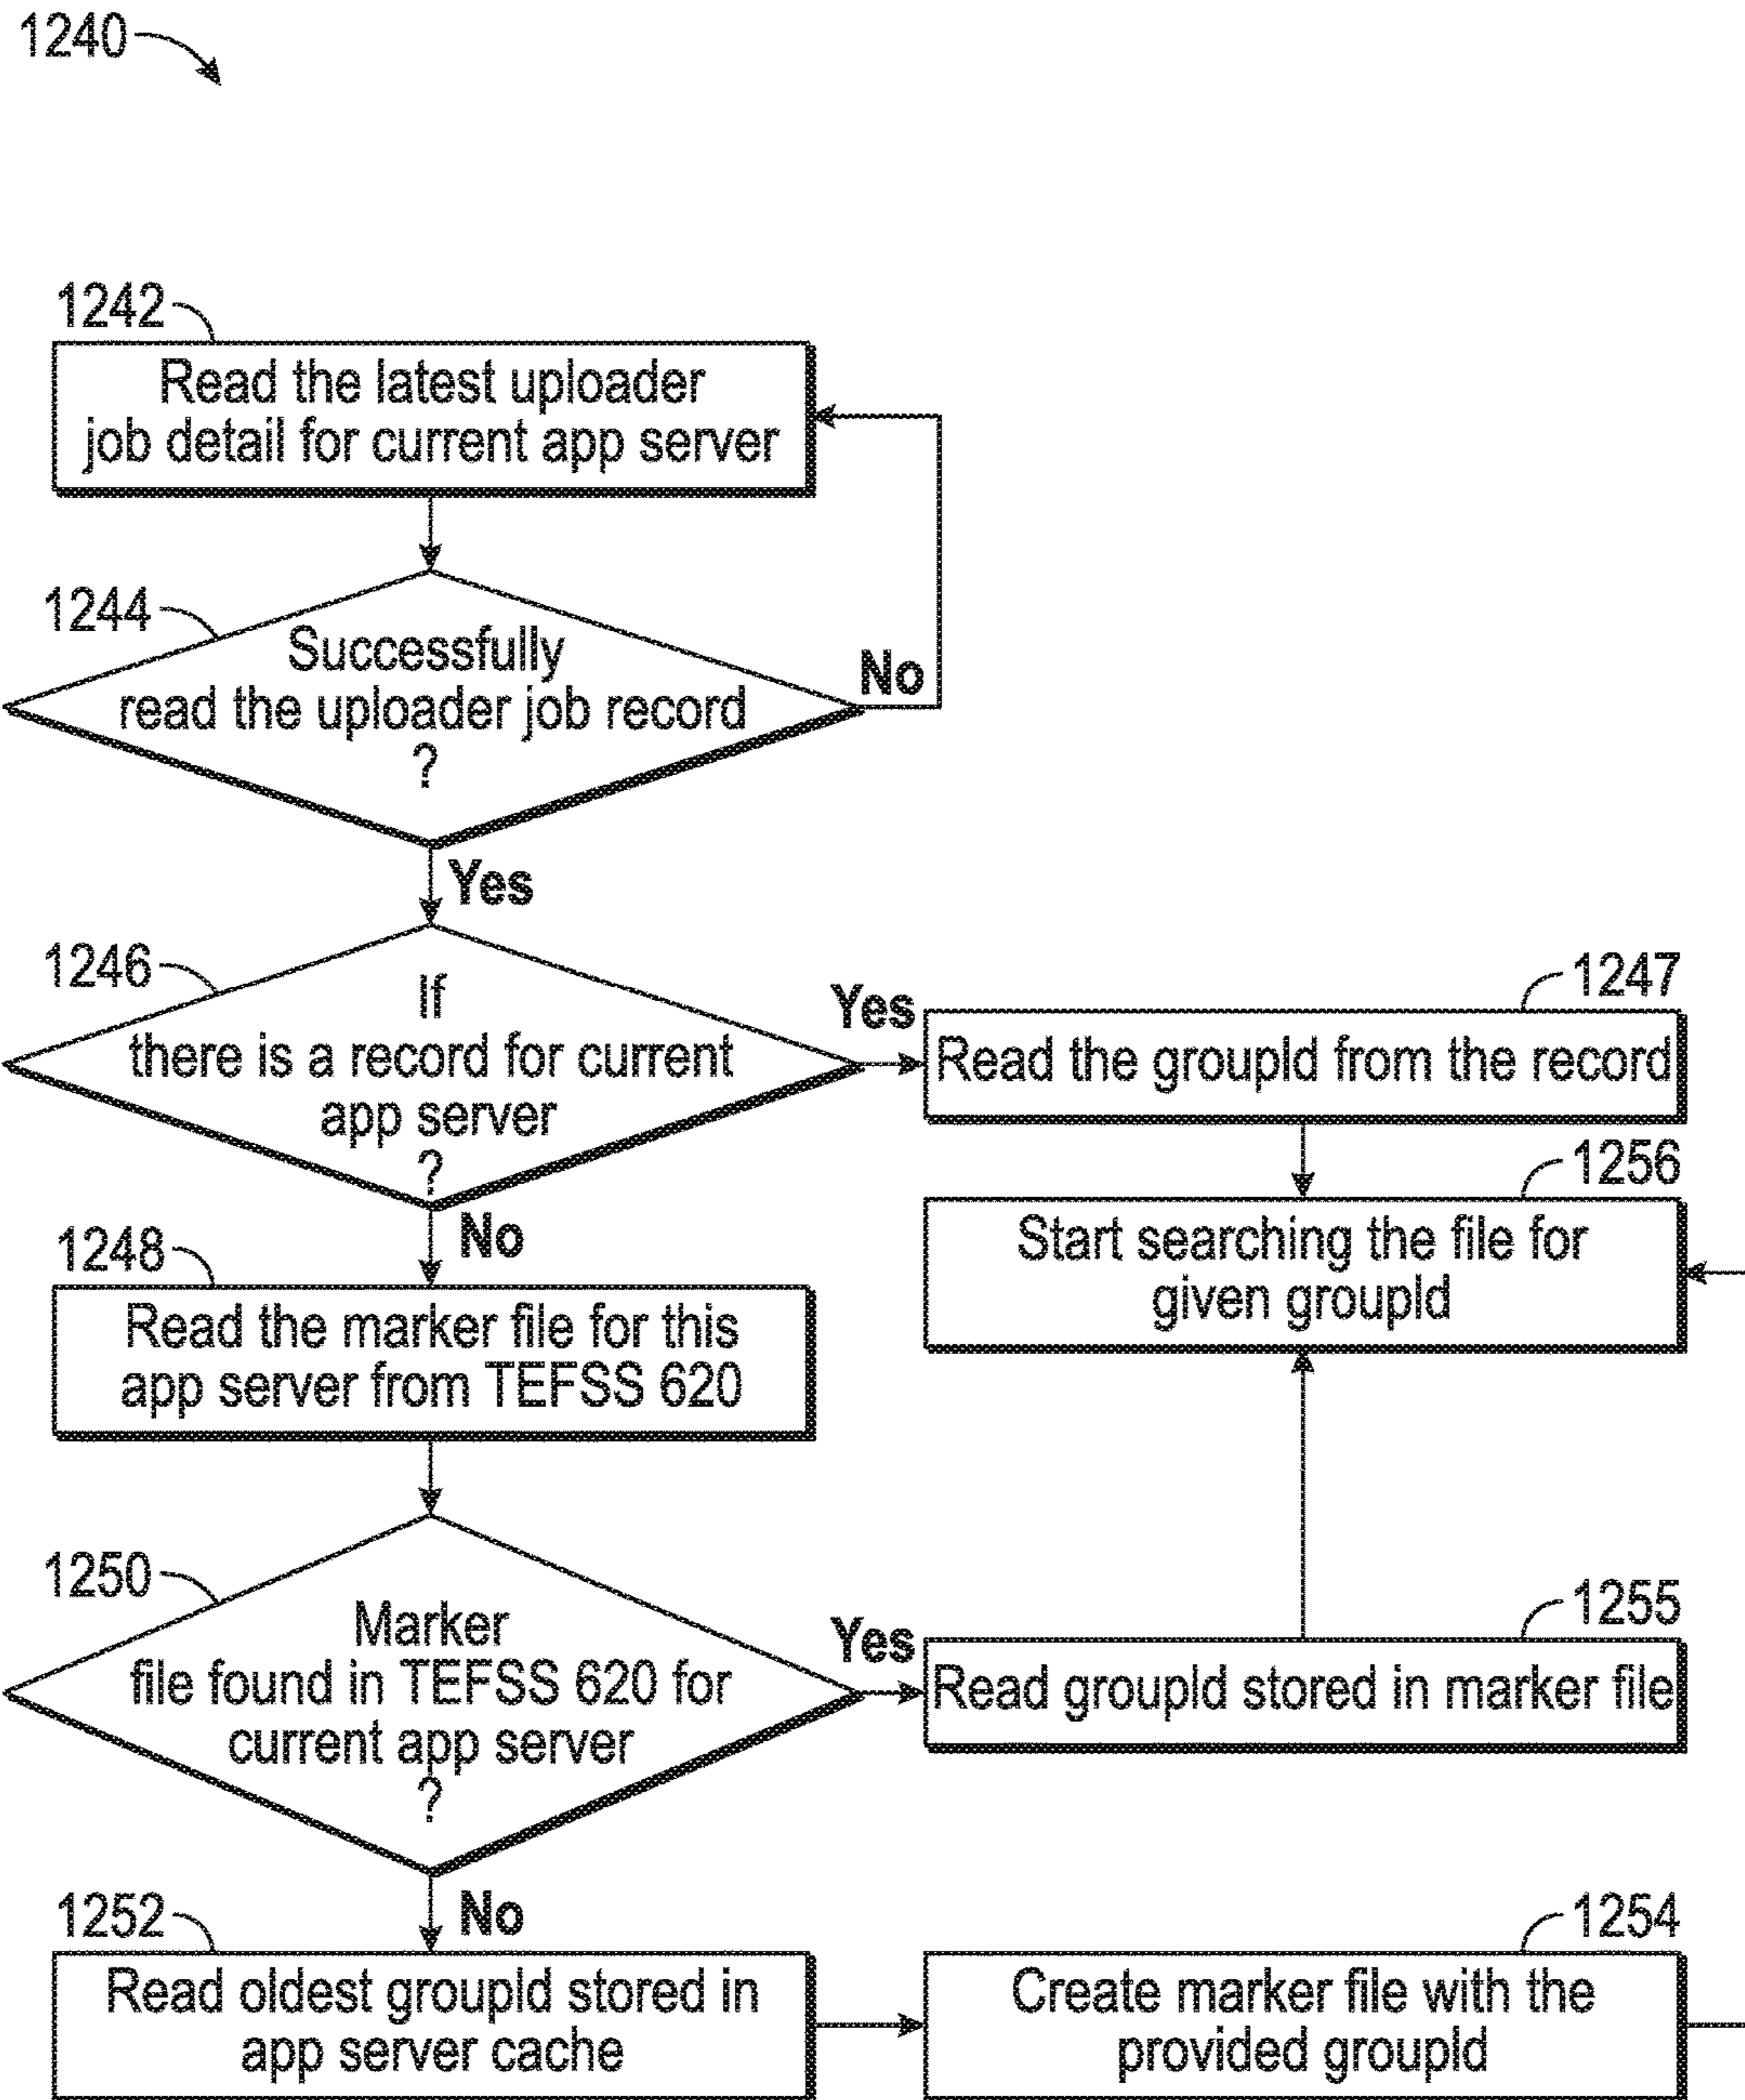 1240
1242
Read the latest uploader
job detail for current app server
1244
Successfully
read the uploader job record
?
No
Yes
1246
If
there is a record for current
app server
?
Yes
1247
Read the groupId from the record
1256
Start searching the file for
given groupId
No
1248
Read the marker file for this
app server from TEFSS 620
1250
Marker
file found in TEFSS 620 for
current app server
?
Yes
1255
Read groupId stored in marker file
No
1252
Read oldest groupId stored in
app server cache
1254
Create marker file with the
provided groupId